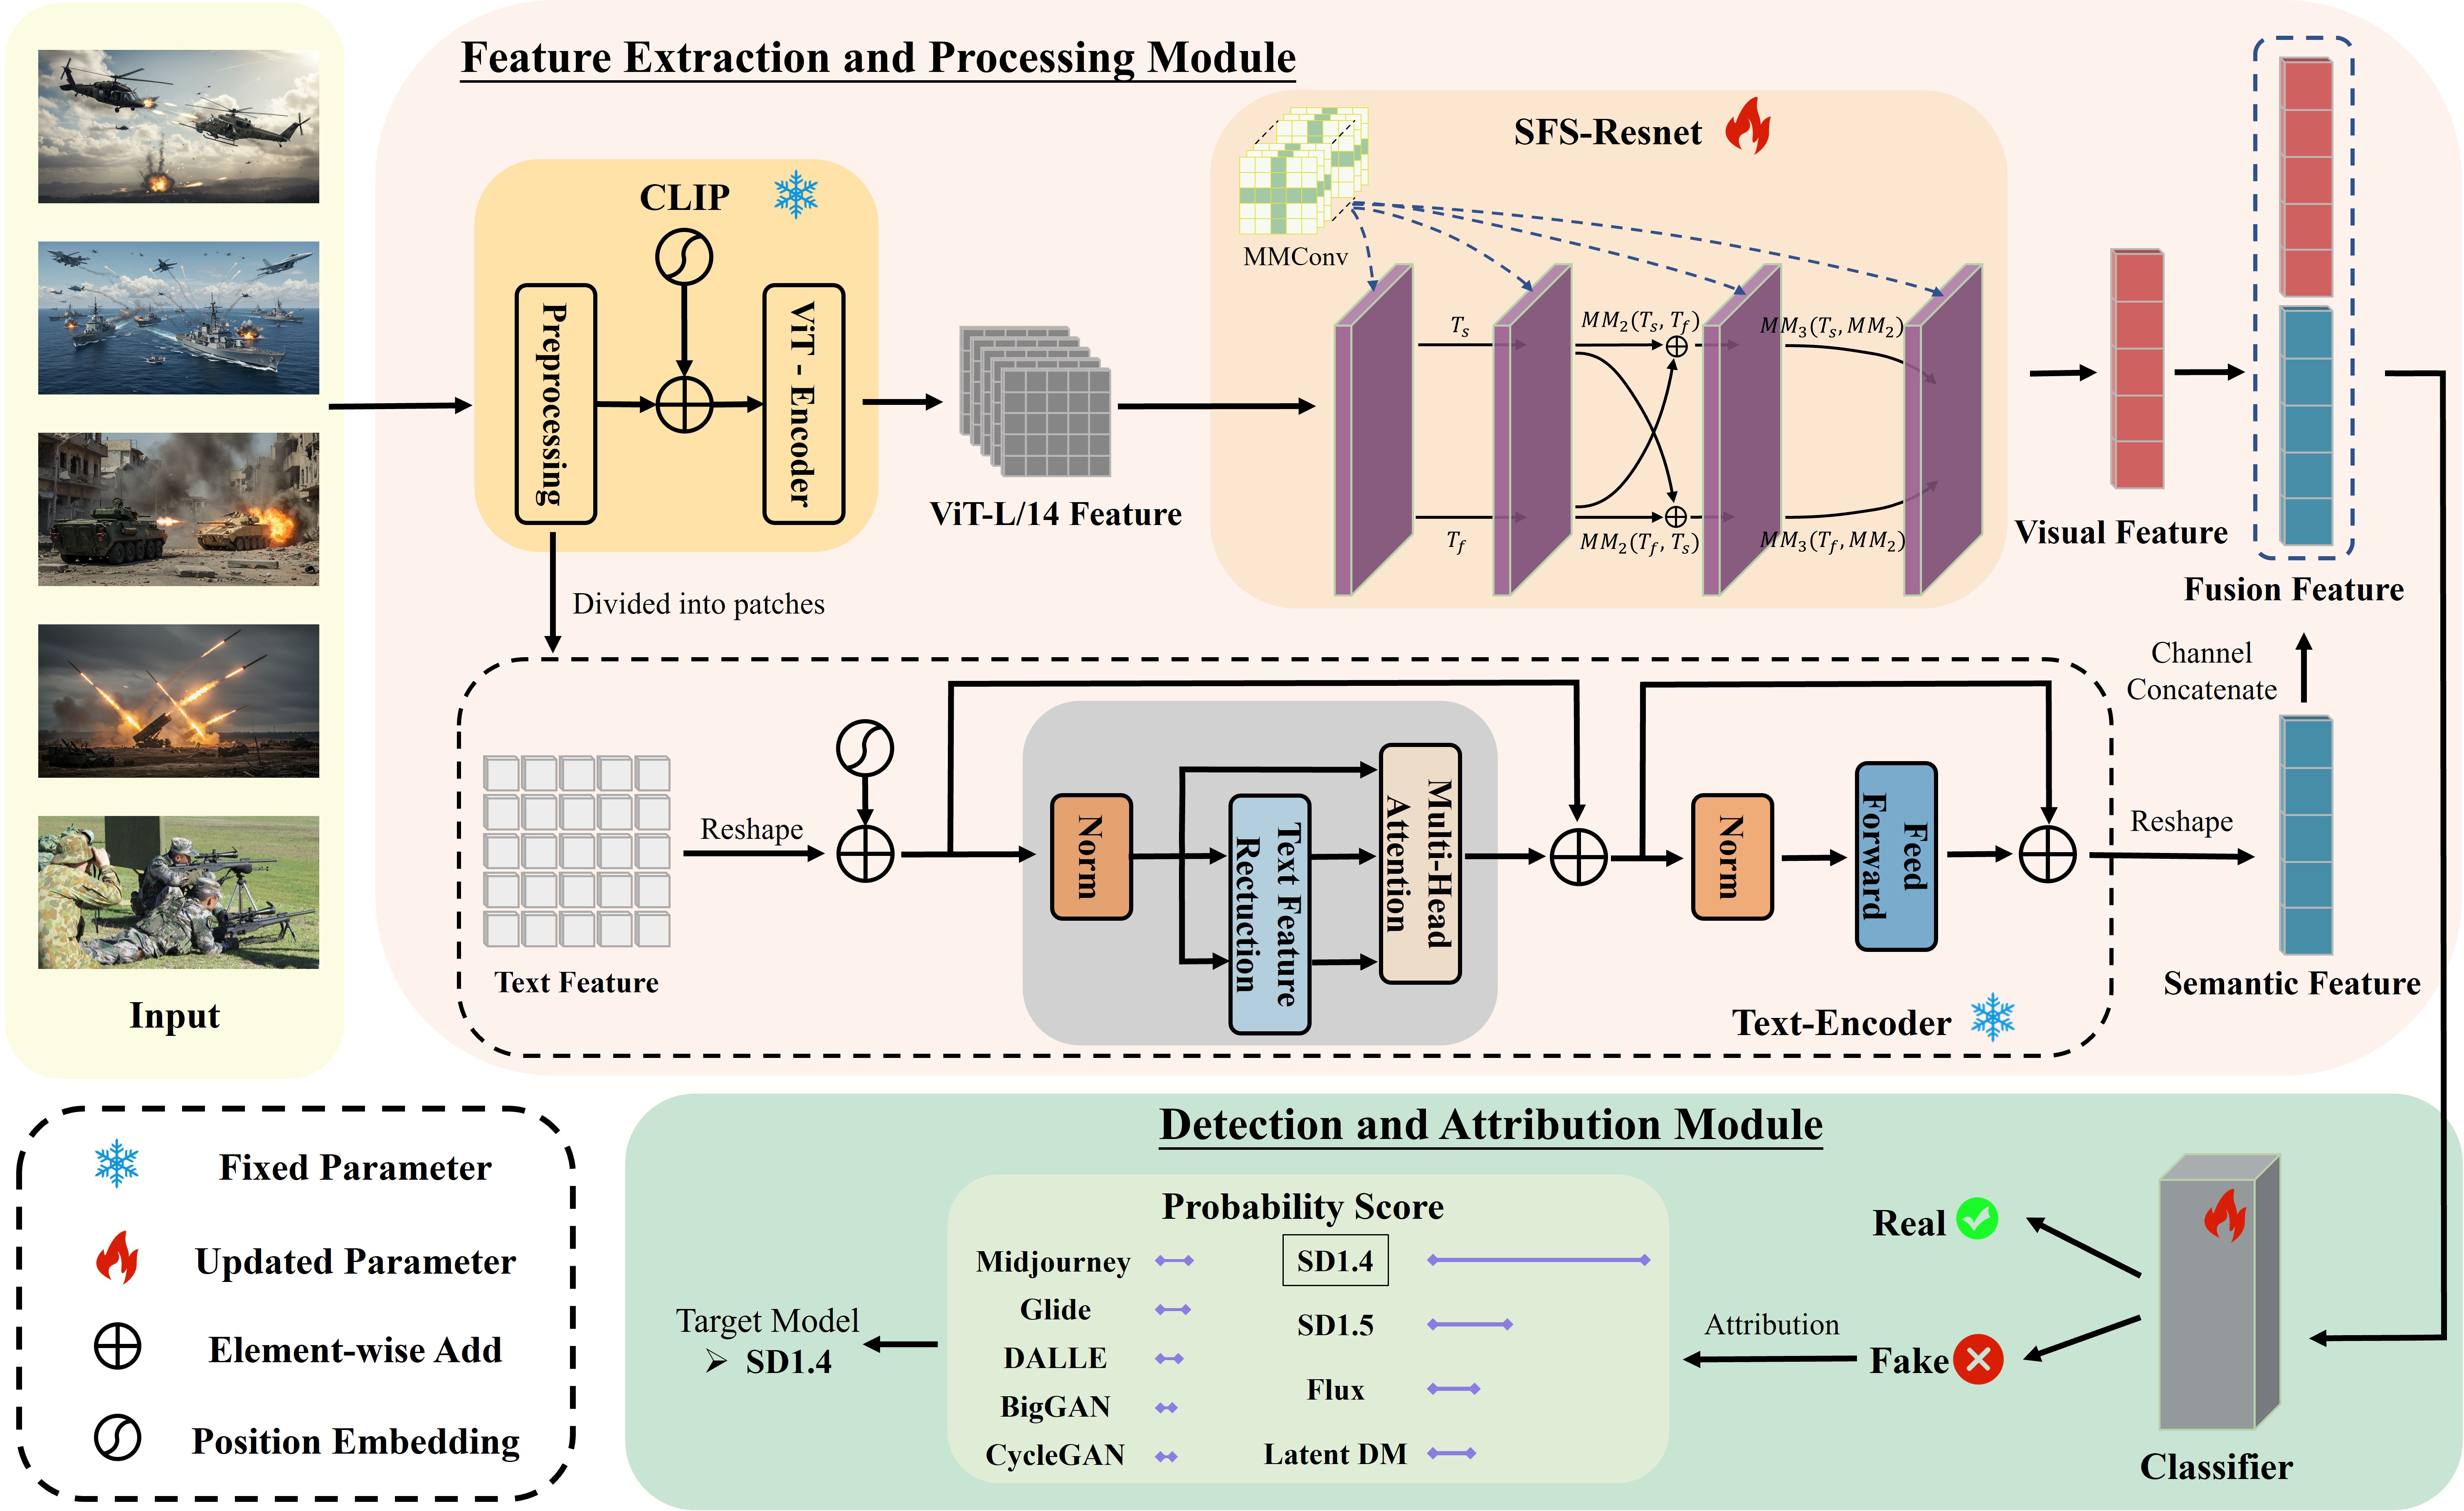 Feature Extraction and Processing Module
SFS-Resnet
CLIP
MMConv
Preprocessing
ViT - Encoder
ViT-L/14 Feature
T_s
MM_2(T_s, T_f)
MM_3(T_s, MM_2)
T_f
MM_2(T_f, T_s)
MM_3(T_f, MM_2)
Visual Feature
Fusion Feature
Divided into patches
Channel
Concatenate
Text Feature
Reshape
Norm
Text Feature
Rectuction
Multi-Head
Attention
Norm
Feed
Forward
Reshape
Text-Encoder
Semantic Feature
Input
Fixed Parameter
Updated Parameter
Element-wise Add
Position Embedding
Detection and Attribution Module
Probability Score
Midjourney
Glide
DALLE
BigGAN
CycleGAN
SD1.4
SD1.5
Flux
Latent DM
Target Model
➢ SD1.4
Attribution
Real
Fake
Classifier